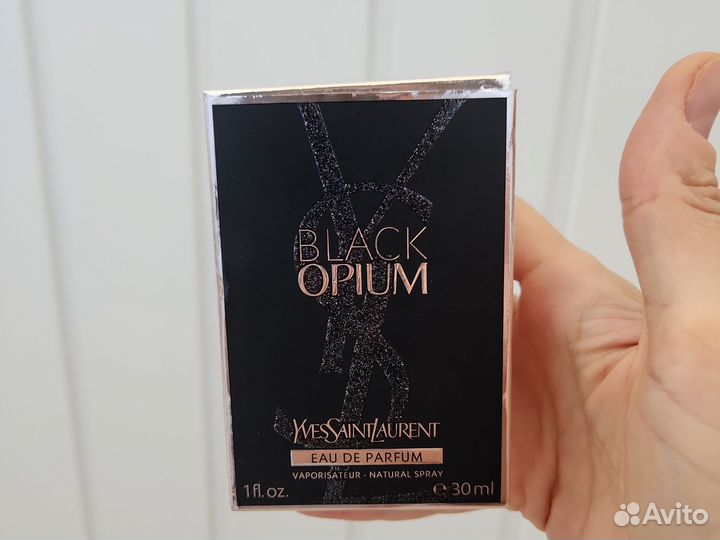 BLACK
OPIUM
YVESSAINTLAURENT
EAU DE PARFUM
VAPORISATEUR - NATURAL SPRAY
1 fl. oz. ℮ 30 ml
Avito